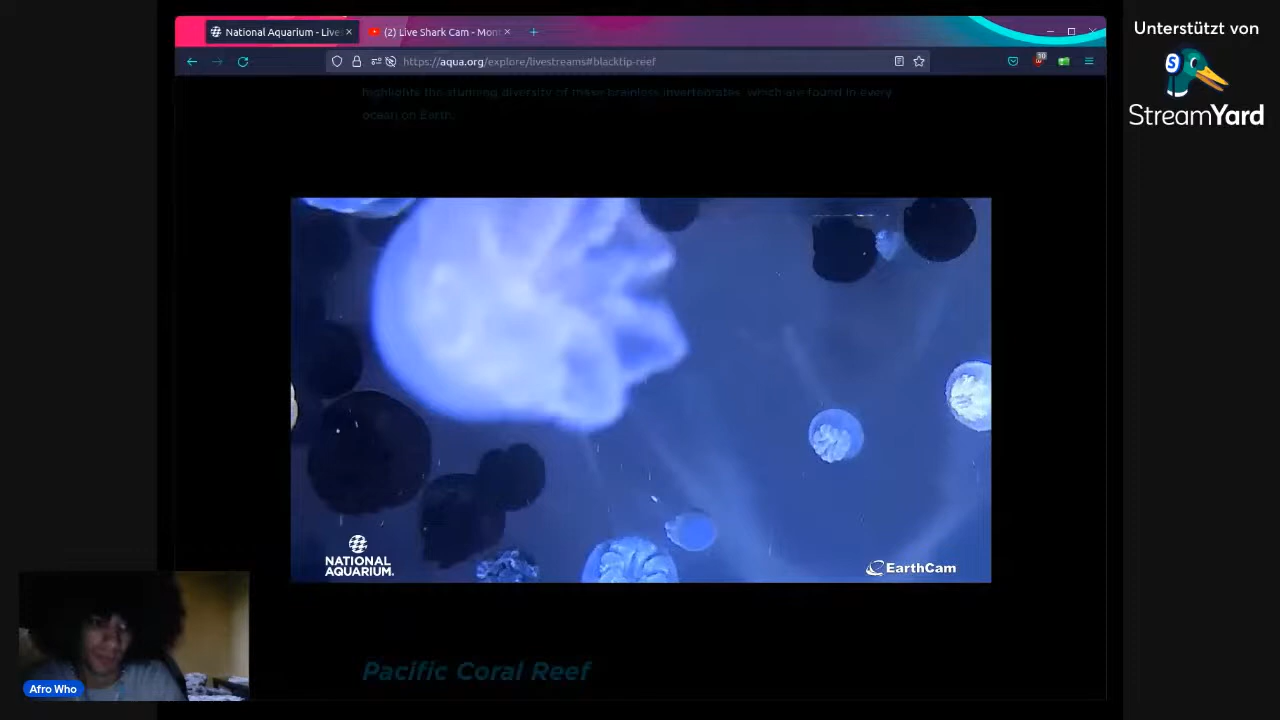 National Aquarium - Live
(2) Live Shark Cam - Mont
https://aqua.org/explore/livestreams#blacktip-reef
highlights the stunning diversity of these brainless invertebrates, which are found in every
ocean on Earth.
NATIONAL
AQUARIUM.
EarthCam
Pacific Coral Reef
Afro Who
Unterstützt von
S
StreamYard